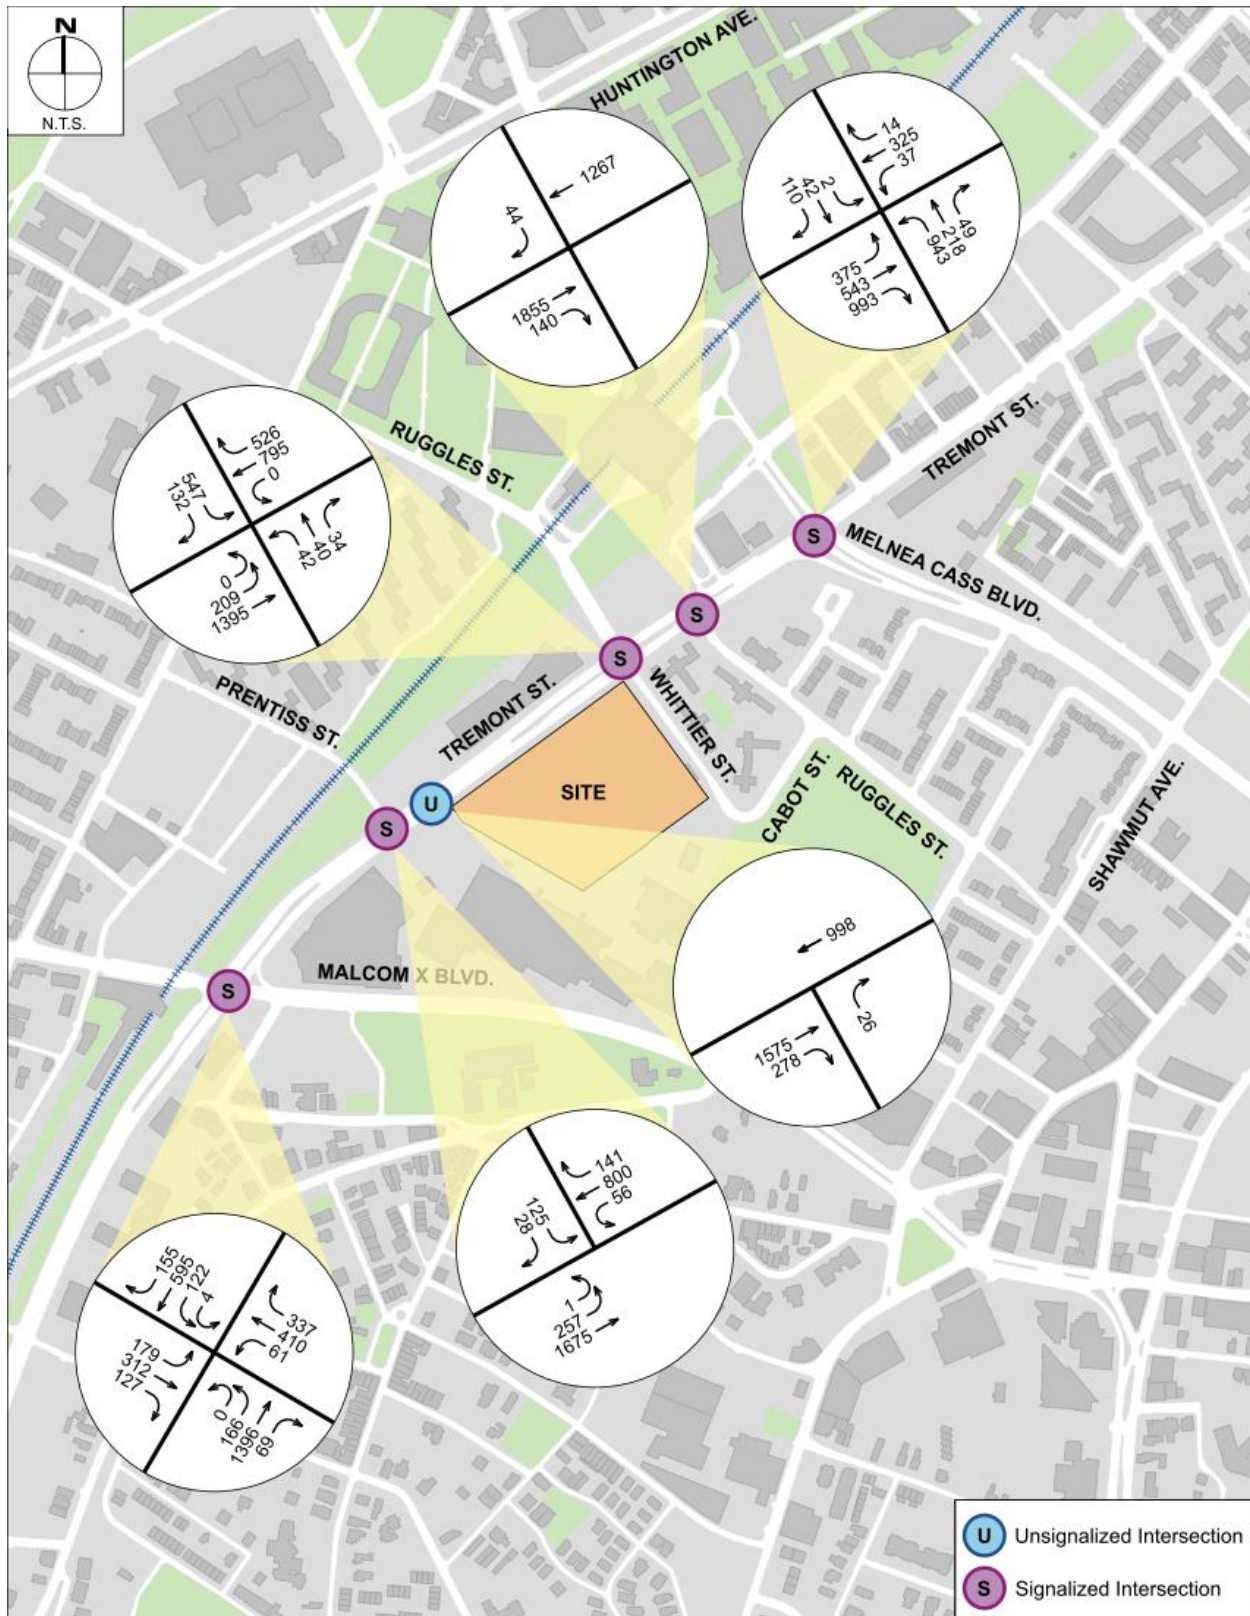 N
N.T.S.
HUNTINGTON AVE.
1267
44
1855
140
14
325
37
2
42
110
49
218
943
375
543
993
TREMONT ST.
RUGGLES ST.
526
795
0
547
132
34
40
42
0
209
1395
S
MELNEA CASS BLVD.
S
S
WHITTIER ST.
PRENTISS ST.
TREMONT ST.
SITE
U
S
CABOT ST.
RUGGLES ST.
SHAWMUT AVE.
MALCOM X BLVD.
S
998
26
1575
278
141
800
56
125
28
1
257
1675
155
595
122
4
337
410
61
179
312
127
0
166
1396
69
U Unsignalized Intersection
S Signalized Intersection